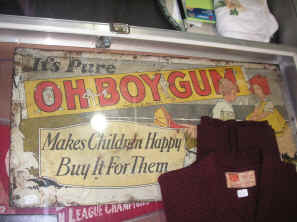 It's Pure
OH BOY GUM
Makes Children Happy
Buy It For Them
N LEAGUE CHAMPION